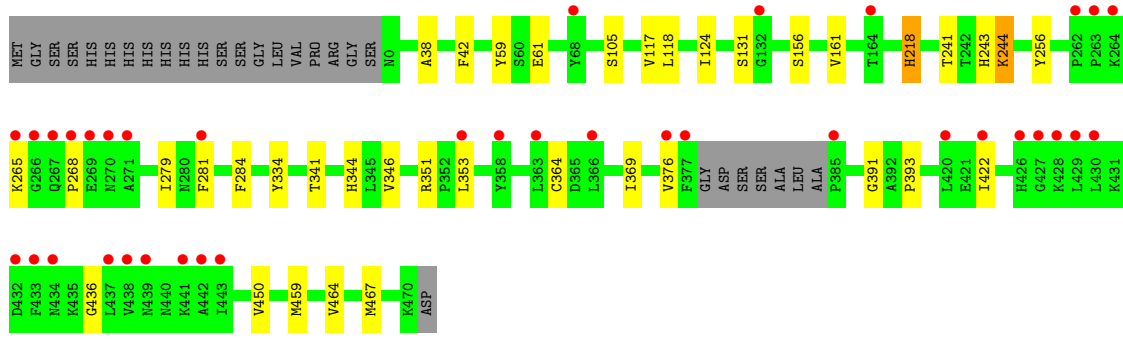 MET GLY SER SER HIS HIS HIS HIS HIS HIS HIS HIS SER SER GLY LEU VAL PRO ARG GLY SER N0 A38 F42 Y59 S60 E61 Y68 S105 V117 L118 I124 S131 G132 S156 V161 T164 H218 T241 T242 H243 K244 Y256 P262 P263 K264
K265 G266 Q267 P268 E269 N270 A271 I279 N280 F281 F284 Y334 T341 H344 L345 V346 R351 P352 L353 Y358 L363 C364 D365 L366 I369 V376 F377 GLY ASP SER SER ALA LEU ALA P385 G391 A392 P393 L420 E421 I422 H426 G427 K428 L429 L430 K431
D432 F433 N434 K435 G436 L437 V438 N439 N440 K441 A442 I443 V450 M459 V464 M467 K470 ASP